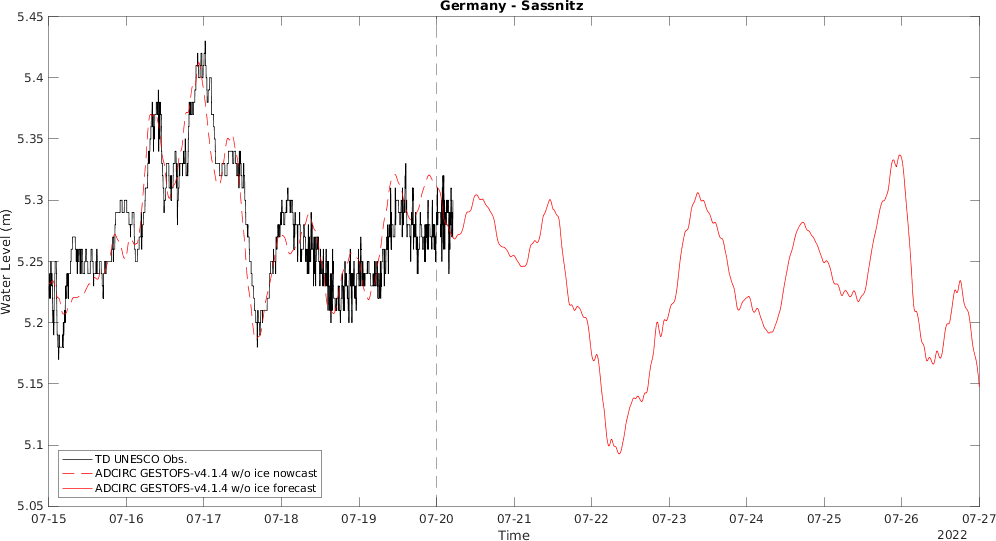 Germany - Sassnitz
5.45
5.4
5.35
5.3
5.25
5.2
5.15
5.1
5.05
Water Level (m)
TD UNESCO Obs.
ADCIRC GESTOFS-v4.1.4 w/o ice nowcast
ADCIRC GESTOFS-v4.1.4 w/o ice forecast
07-15 07-16 07-17 07-18 07-19 07-20 07-21 07-22 07-23 07-24 07-25 07-26 07-27
Time
2022